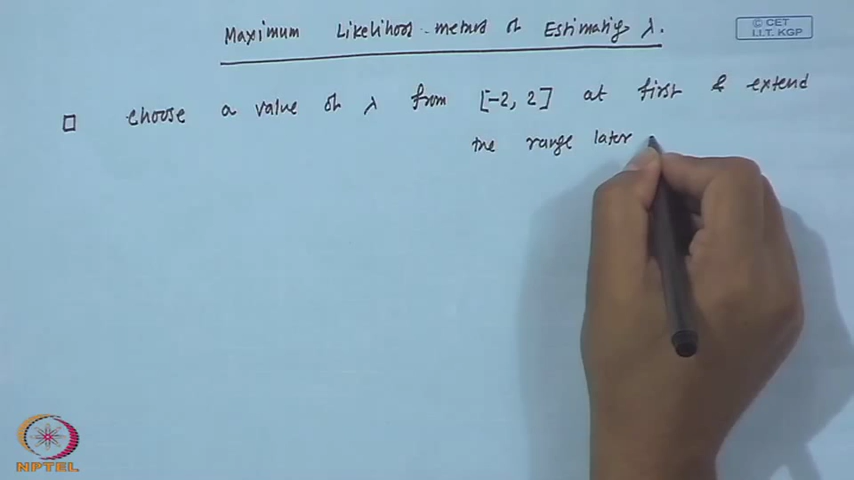 Maximum Likelihood method of Estimating λ.
© CET
I.I.T. KGP
□ choose a value of λ from [-2, 2] at first & extend
the range later
NPTEL